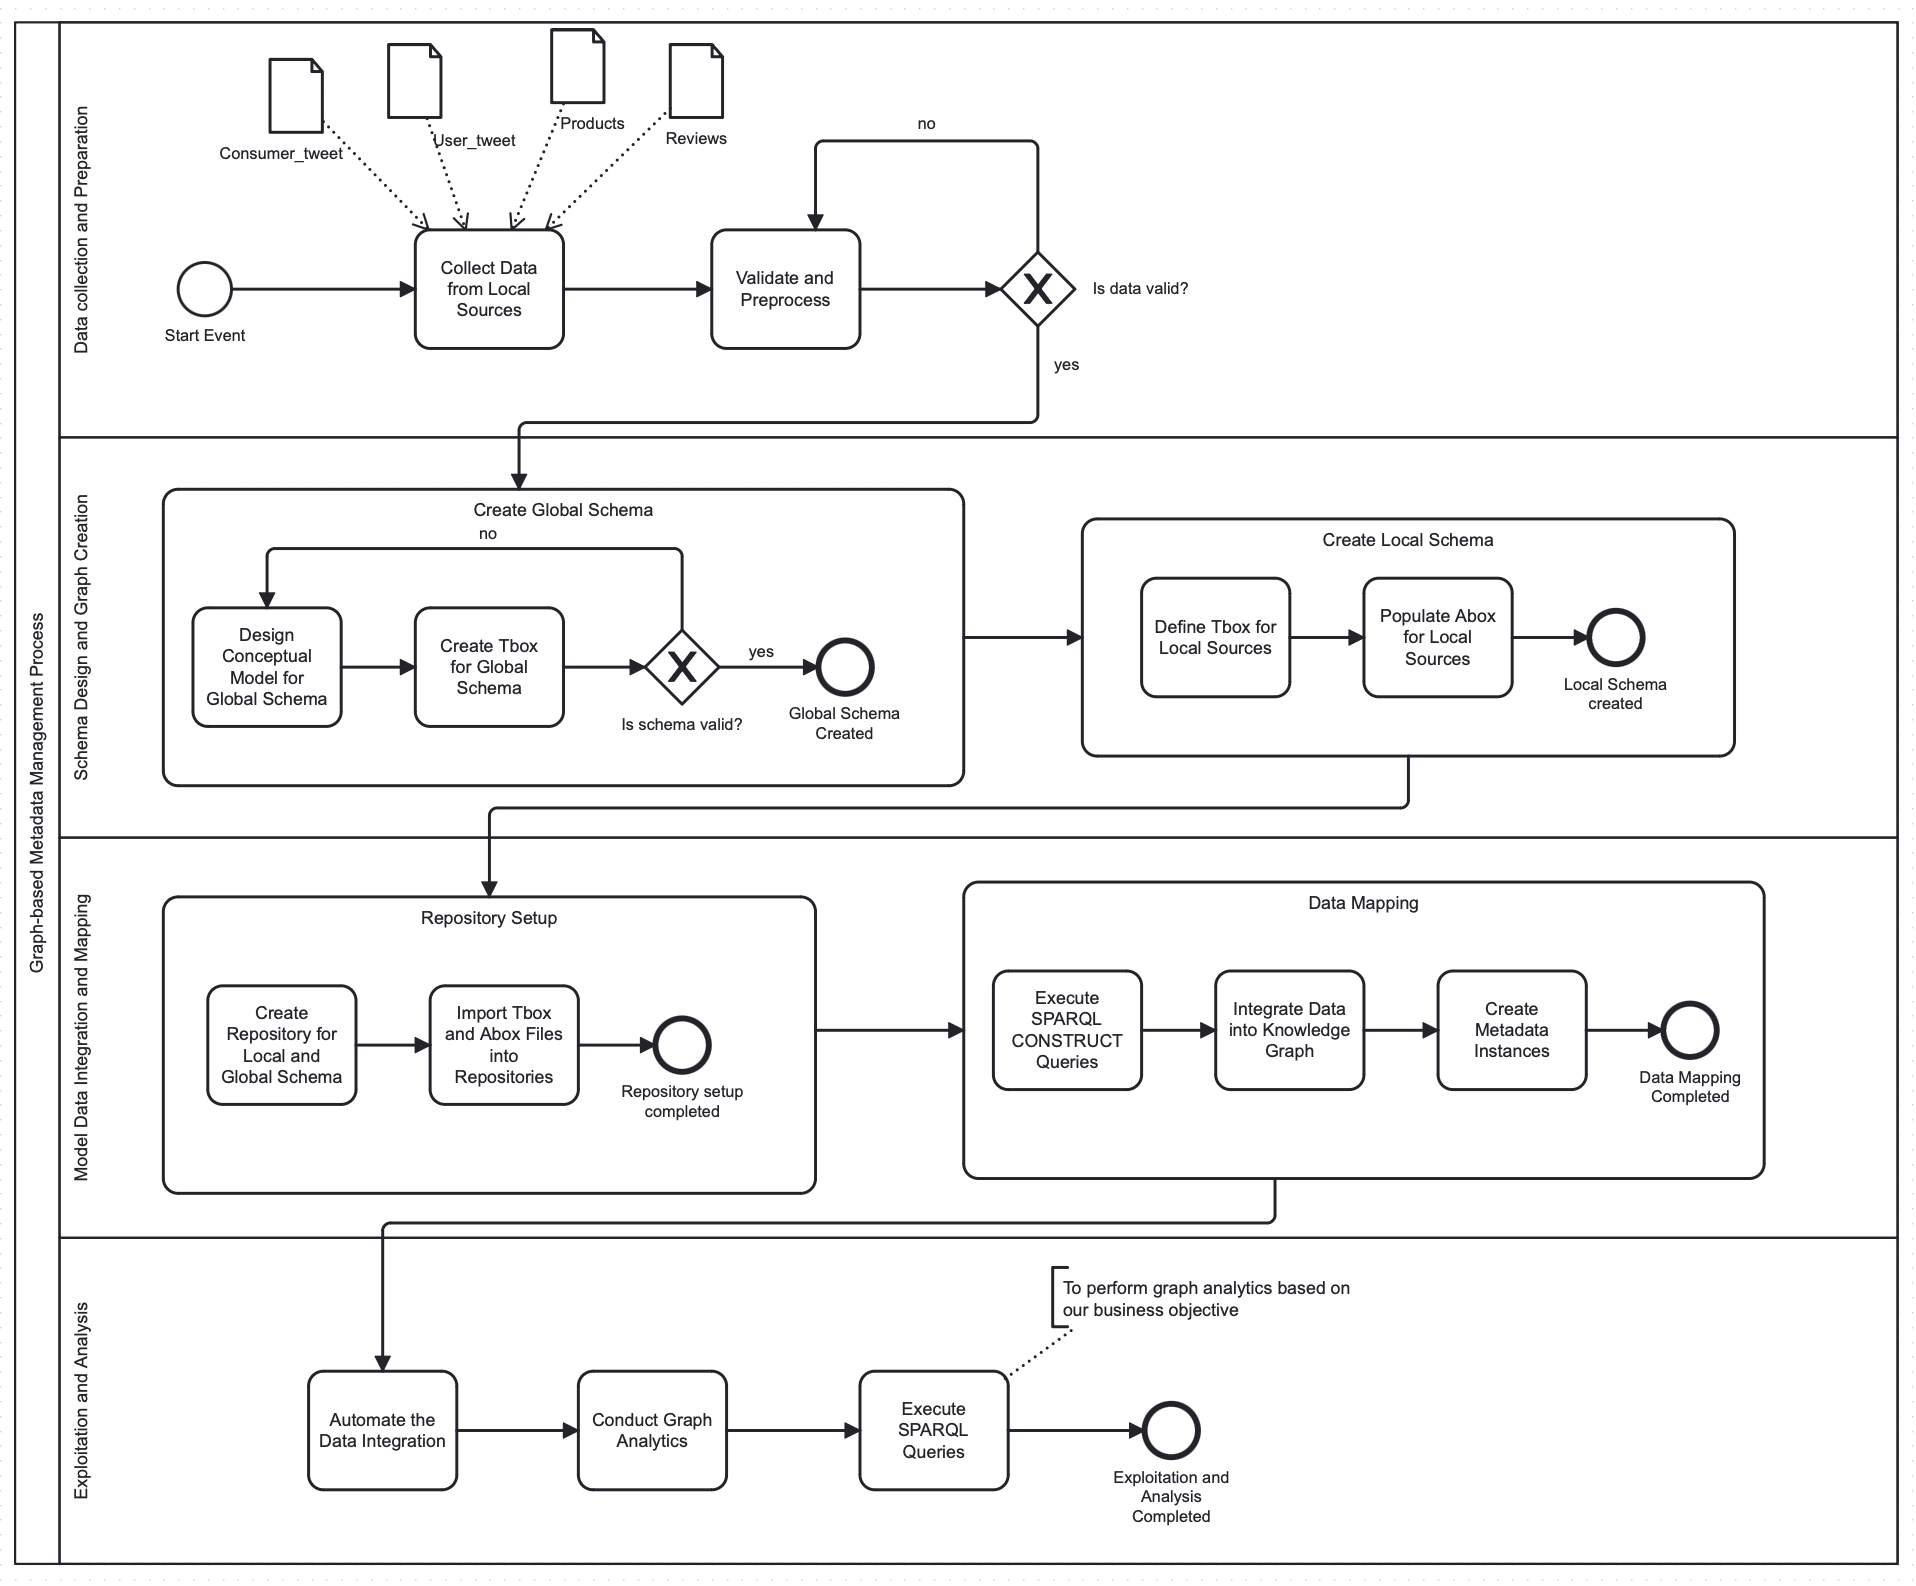 Graph-based Metadata Management Process
Data collection and Preparation
Consumer_tweet
User_tweet
Products
Reviews
Start Event
Collect Data
from Local
Sources
Validate and
Preprocess
no
Is data valid?
yes
Schema Design and Graph Creation
Create Global Schema
no
Design
Conceptual
Model for
Global Schema
Create Tbox
for Global
Schema
Is schema valid?
yes
Global Schema
Created
Create Local Schema
Define Tbox for
Local Sources
Populate Abox
for Local
Sources
Local Schema
created
Model Data Integration and Mapping
Repository Setup
Create
Repository for
Local and
Global Schema
Import Tbox
and Abox Files
into
Repositories
Repository setup
completed
Data Mapping
Execute
SPARQL
CONSTRUCT
Queries
Integrate Data
into Knowledge
Graph
Create
Metadata
Instances
Data Mapping
Completed
Exploitation and Analysis
To perform graph analytics based on
our business objective
Automate the
Data Integration
Conduct Graph
Analytics
Execute
SPARQL
Queries
Exploitation and
Analysis
Completed